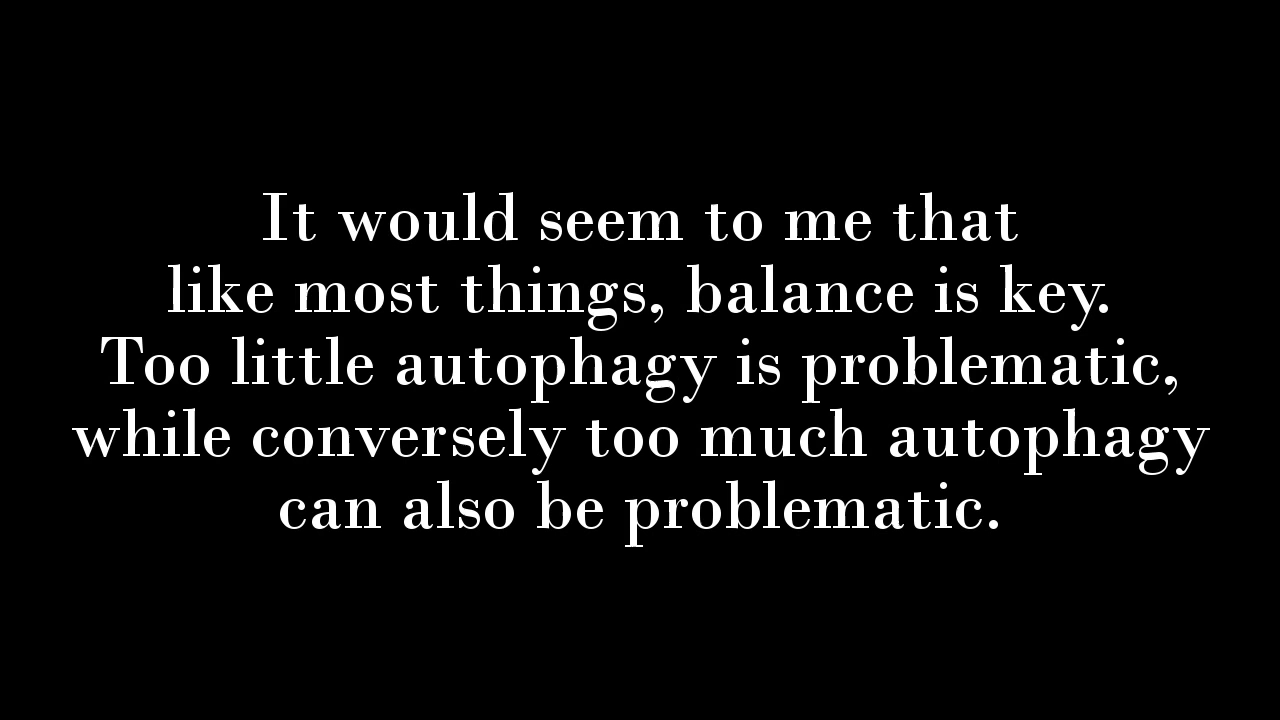 It would seem to me that
like most things, balance is key.
Too little autophagy is problematic,
while conversely too much autophagy
can also be problematic.